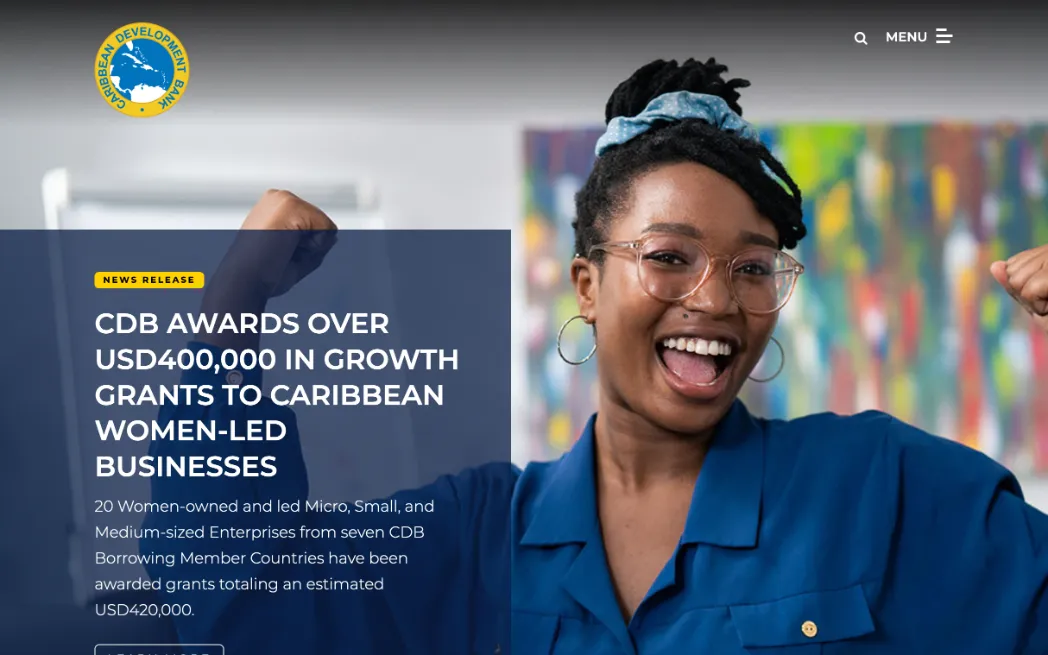 CARIBBEAN DEVELOPMENT BANK
MENU
NEWS RELEASE
CDB AWARDS OVER
USD400,000 IN GROWTH
GRANTS TO CARIBBEAN
WOMEN-LED
BUSINESSES
20 Women-owned and led Micro, Small, and
Medium-sized Enterprises from seven CDB
Borrowing Member Countries have been
awarded grants totaling an estimated
USD420,000.
LEARN MORE